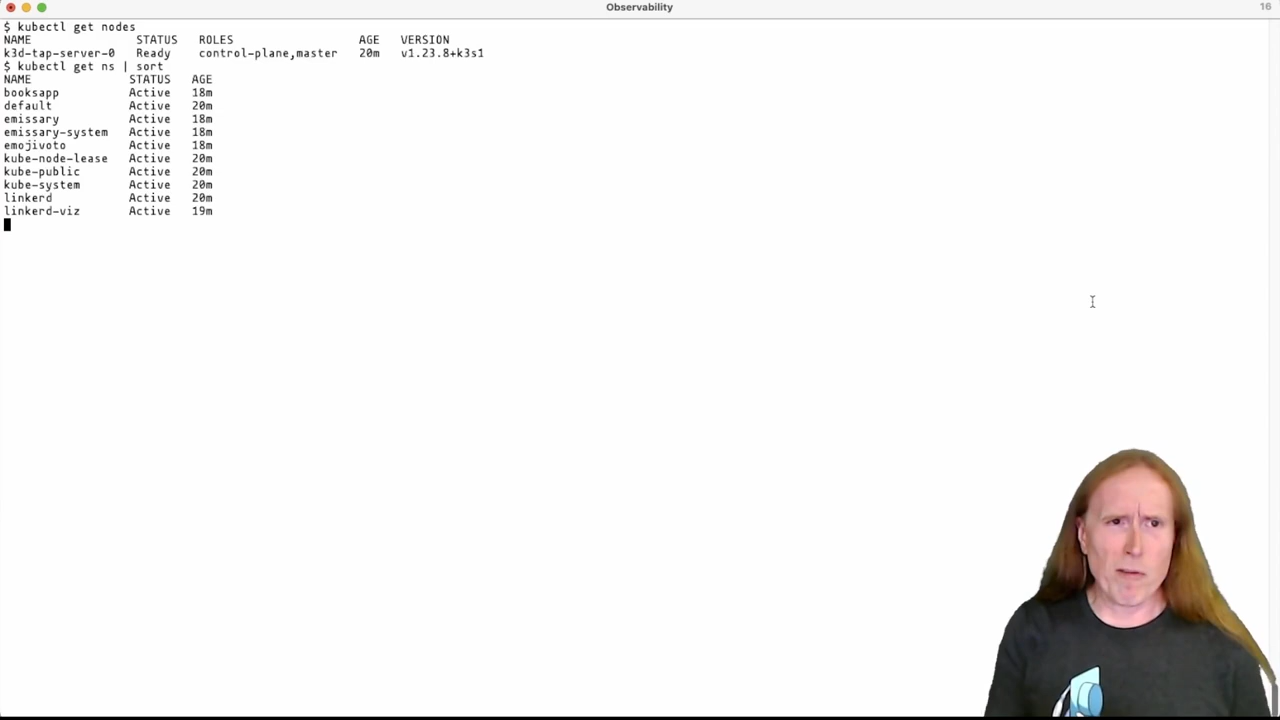 Observability
16
$ kubectl get nodes
NAME               STATUS   ROLES                  AGE   VERSION
k3d-tap-server-0   Ready    control-plane,master   20m   v1.23.8+k3s1
$ kubectl get ns | sort
NAME              STATUS   AGE
booksapp          Active   18m
default           Active   20m
emissary          Active   18m
emissary-system   Active   18m
emojivoto         Active   18m
kube-node-lease   Active   20m
kube-public       Active   20m
kube-system       Active   20m
linkerd           Active   20m
linkerd-viz       Active   19m